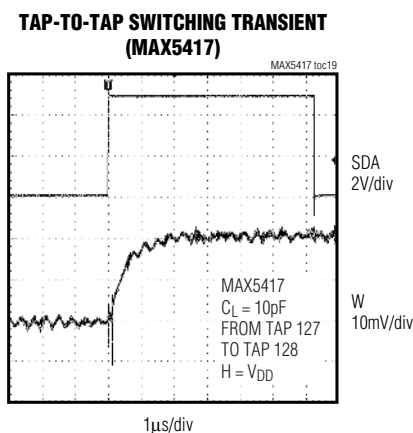 TAP-TO-TAP SWITCHING TRANSIENT
(MAX5417)
MAX5417 toc19
SDA
2V/div
MAX5417
CL = 10pF
FROM TAP 127
TO TAP 128
H = VDD
W
10mV/div
1μs/div